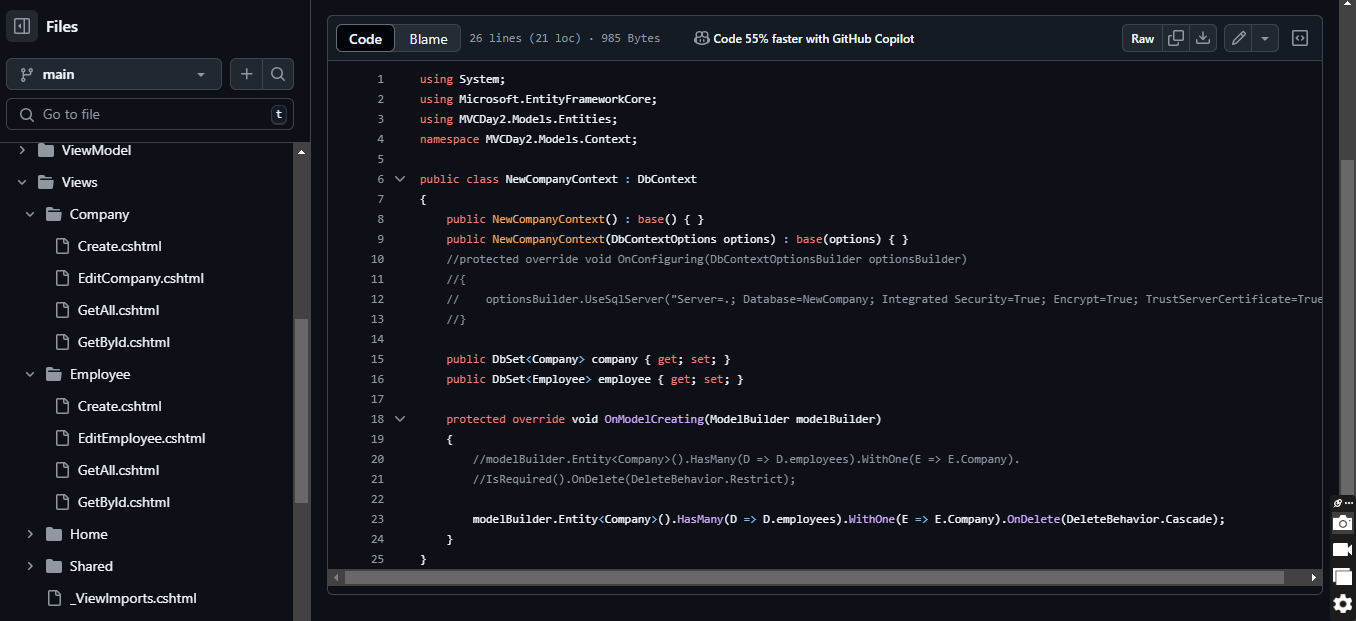 Files
main
Go to file
t
ViewModel
Views
Company
Create.cshtml
EditCompany.cshtml
GetAll.cshtml
GetById.cshtml
Employee
Create.cshtml
EditEmployee.cshtml
GetAll.cshtml
GetById.cshtml
Home
Shared
_ViewImports.cshtml
Code Blame 26 lines (21 loc) · 985 Bytes Code 55% faster with GitHub Copilot Raw
1 using System;
2 using Microsoft.EntityFrameworkCore;
3 using MVCDay2.Models.Entities;
4 namespace MVCDay2.Models.Context;
5
6 public class NewCompanyContext : DbContext
7 {
8 public NewCompanyContext() : base() { }
9 public NewCompanyContext(DbContextOptions options) : base(options) { }
10 //protected override void OnConfiguring(DbContextOptionsBuilder optionsBuilder)
11 //{
12 // optionsBuilder.UseSqlServer("Server=.; Database=NewCompany; Integrated Security=True; Encrypt=True; TrustServerCertificate=True
13 //}
14
15 public DbSet<Company> company { get; set; }
16 public DbSet<Employee> employee { get; set; }
17
18 protected override void OnModelCreating(ModelBuilder modelBuilder)
19 {
20 //modelBuilder.Entity<Company>().HasMany(D => D.employees).WithOne(E => E.Company).
21 //IsRequired().OnDelete(DeleteBehavior.Restrict);
22
23 modelBuilder.Entity<Company>().HasMany(D => D.employees).WithOne(E => E.Company).OnDelete(DeleteBehavior.Cascade);
24 }
25 }